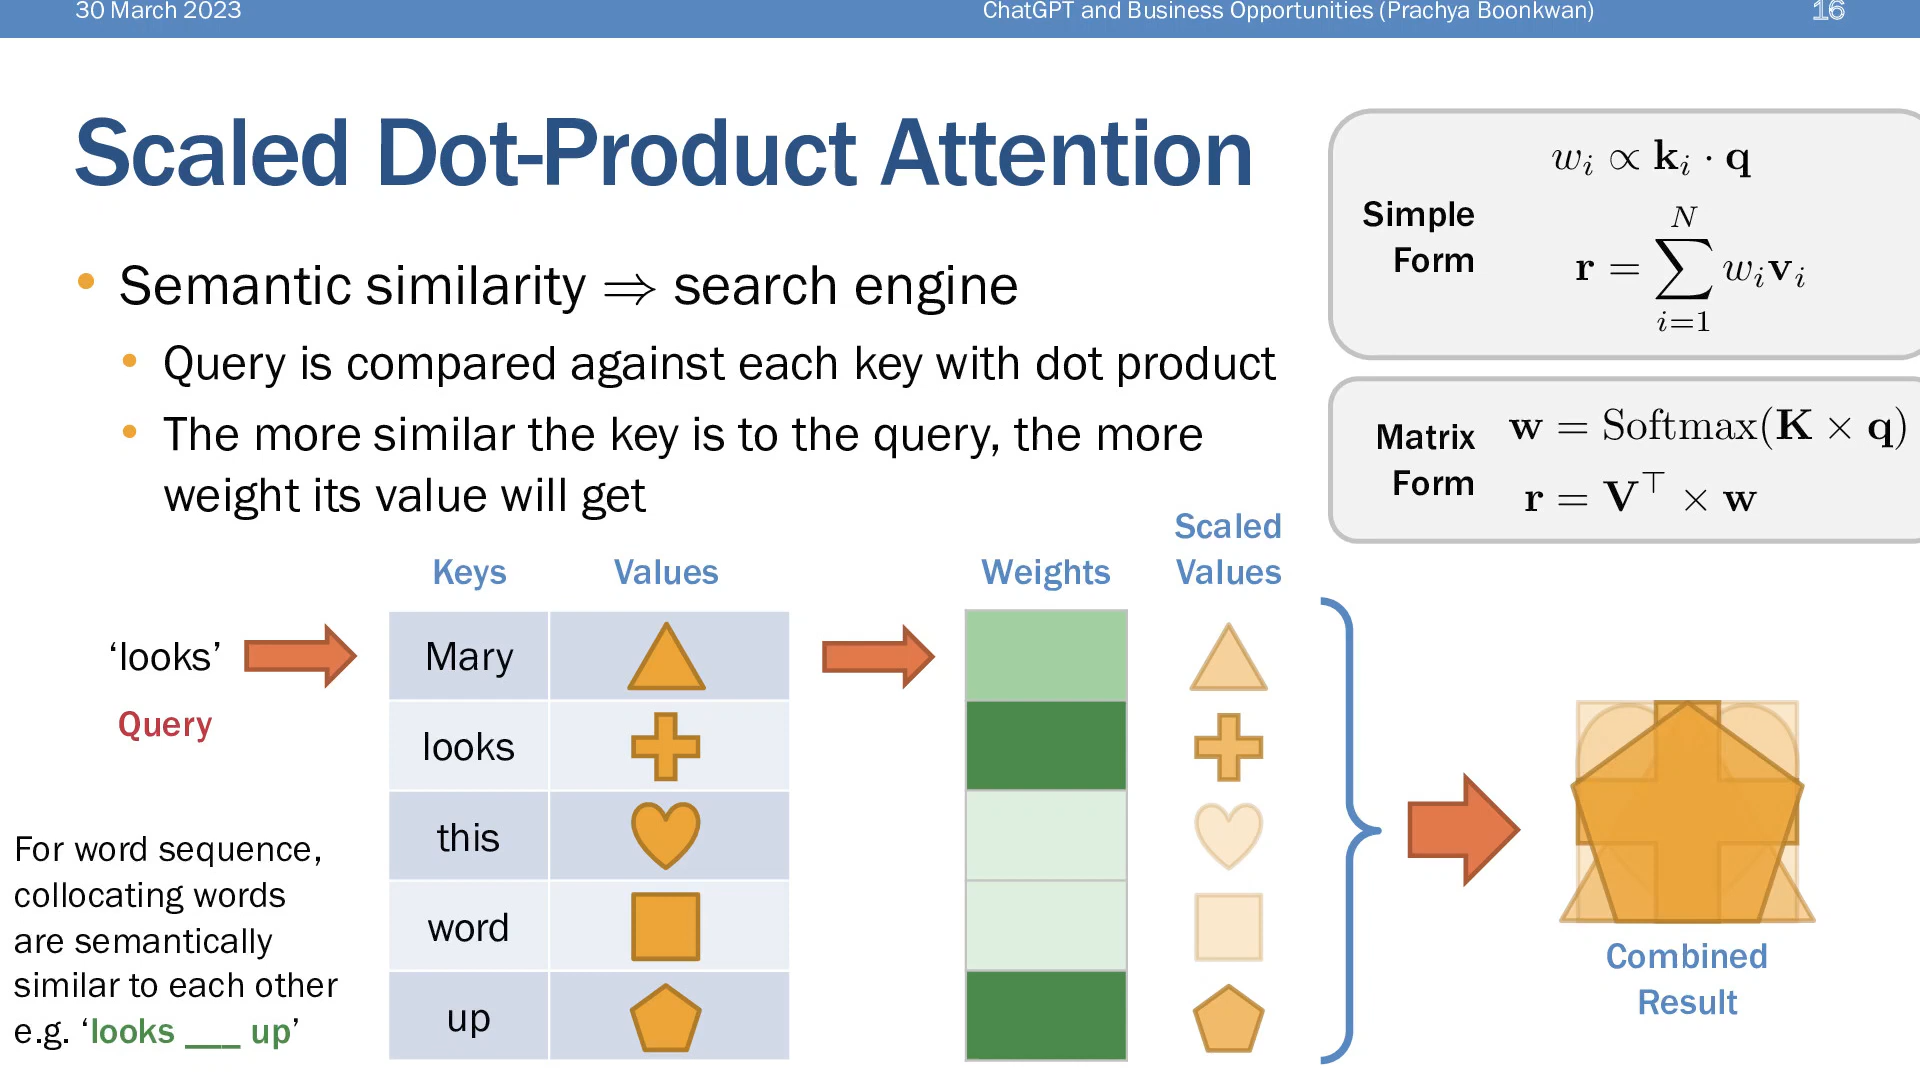 30 March 2023
ChatGPT and Business Opportunities (Prachya Boonkwan)
16
Scaled Dot-Product Attention
• Semantic similarity ⇒ search engine
• Query is compared against each key with dot product
• The more similar the key is to the query, the more
weight its value will get
Simple
Form
w_i ∝ k_i · q
r = ∑_{i=1}^{N} w_i v_i
Matrix
Form
w = Softmax(K × q)
r = V^⊤ × w
Keys
Values
Weights
Scaled
Values
‘looks’
Query
Mary
looks
this
word
up
For word sequence,
collocating words
are semantically
similar to each other
e.g. ‘looks ___ up’
Combined
Result